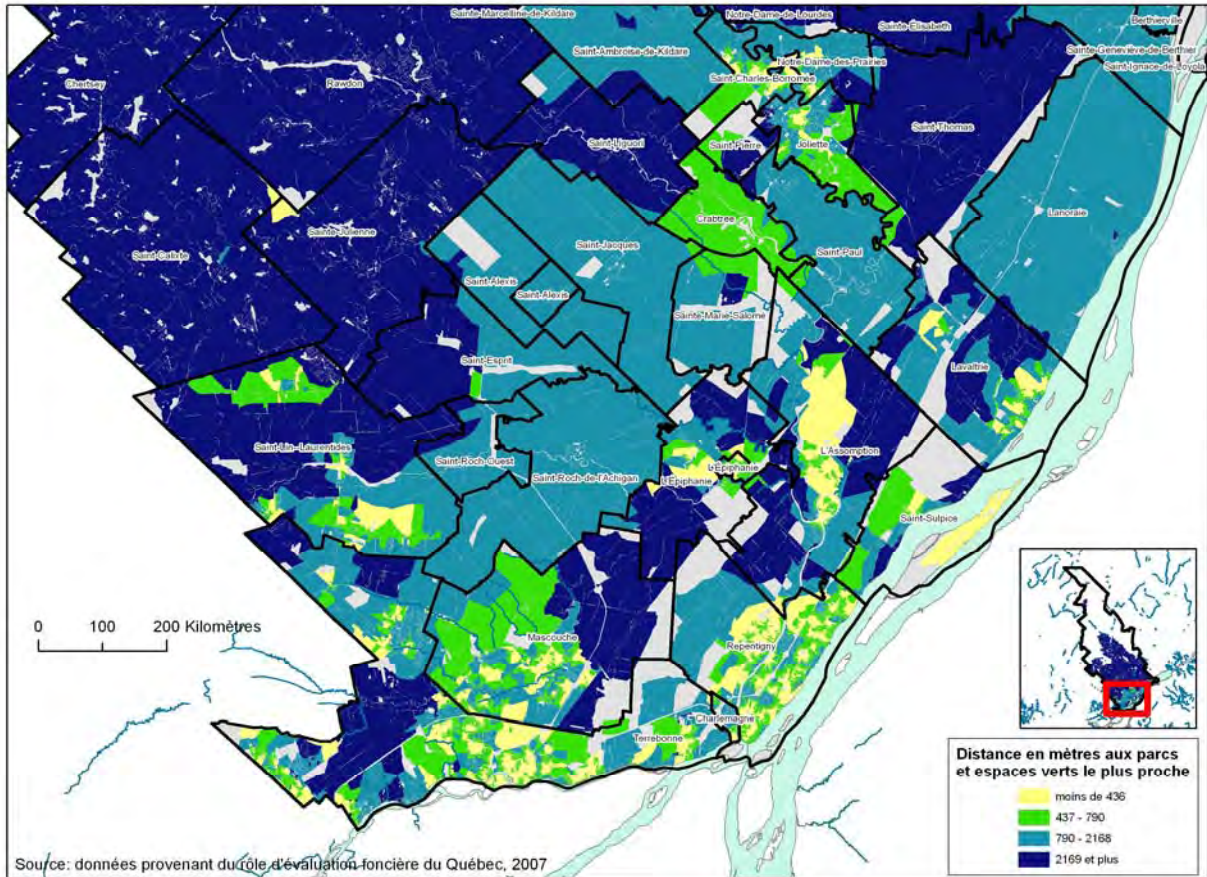 Sainte-Marcelline-de-Kildare
Notre-Dame-de-Lourdes
Sainte-Élisabeth
Berthierville
Saint-Ambroise-de-Kildare
Notre-Dame-des-Prairies
Sainte-Geneviève-de-Berthier
Saint-Ignace-de-Loyola
Chertsey
Rawdon
Saint-Charles-Borromée
Saint-Thomas
Saint-Liguori
Saint-Pierre
Joliette
Crabtree
Lanoraie
Sainte-Julienne
Saint-Jacques
Saint-Calixte
Saint-Paul
Saint-Alexis
Saint-Alexis
Sainte-Marie-Salomé
Saint-Esprit
Lavaltrie
Saint-Lin--Laurentides
L'Assomption
Saint-Roch-Ouest
L'Épiphanie
Saint-Roch-de-l'Achigan
L'Épiphanie
Saint-Sulpice
0 100 200 Kilomètres
Mascouche
Repentigny
Charlemagne
Terrebonne
Distance en mètres aux parcs
et espaces verts le plus proche
moins de 436
437 - 790
790 - 2168
2169 et plus
Source: données provenant du rôle d'évaluation foncière du Québec, 2007